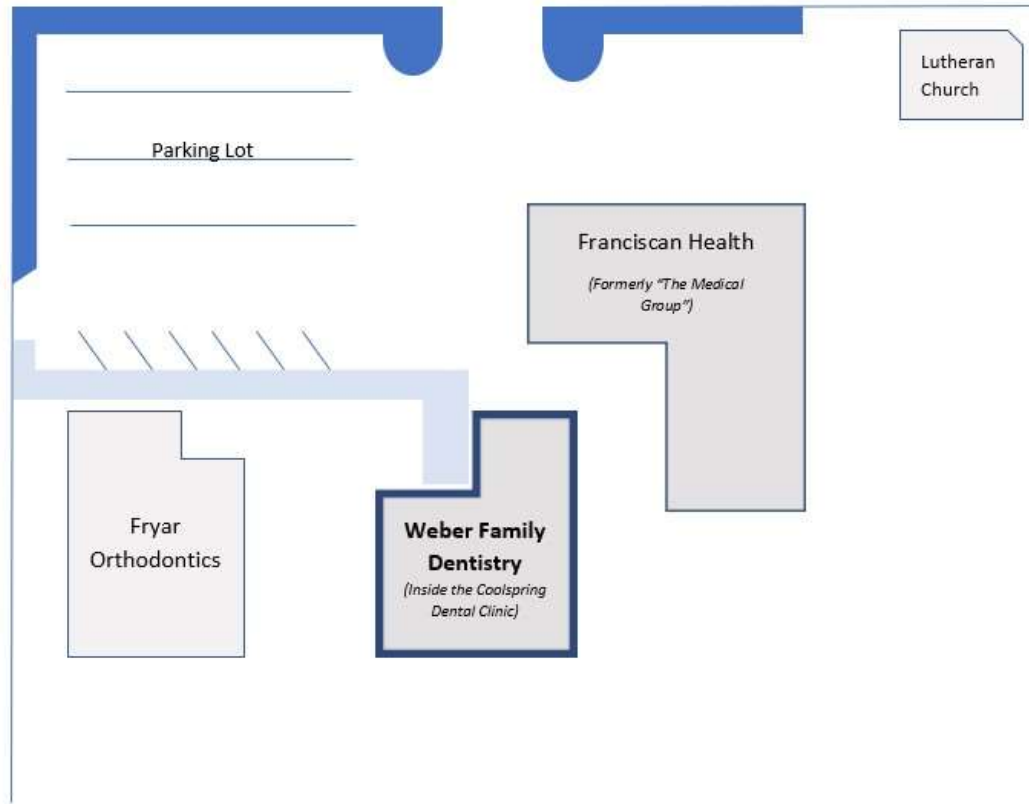 Lutheran
Church
Parking Lot
Franciscan Health
(Formerly “The Medical
Group”)
Fryar
Orthodontics
Weber Family
Dentistry
(Inside the Coolspring
Dental Clinic)